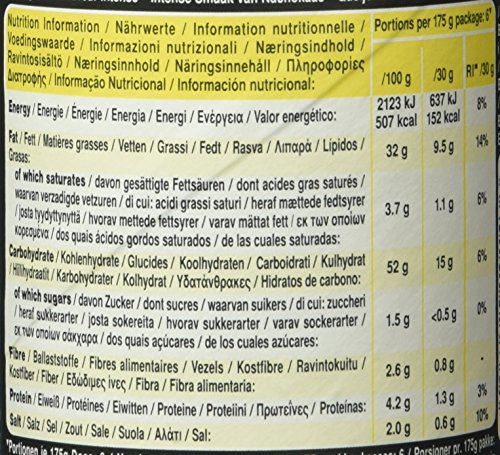 Nutrition Information / Nährwerte / Information nutritionnelle /
Voedingswaarde / Informazioni nutrizionali / Næringsindhold /
Ravintosisältö / Næringsinnhold / Näringsinnehåll / Πληροφορίες
Διατροφής / Informação Nutricional / Información nutricional:
Portions per 175 g package: 6
/100 g /30 g RI* /30 g
Energy / Energie / Énergie / Energia / Energi / Ενέργεια / Valor energético: 2123 kJ 637 kJ 8%
507 kcal 152 kcal
Fat / Fett / Matières grasses / Vetten / Grassi / Fedt / Rasva / Λιπαρά / Lípidos / 32 g 9.5 g 14%
Grasas:
of which saturates / davon gesättigte Fettsäuren / dont acides gras saturés /
waarvan verzadigde vetzuren / di cui: acidi grassi saturi / heraf mættede fedtsyrer
/ josta tyydyttynyttä / hvorav mettede fettsyrer / varav mättat fett / εκ των οποίων 3.7 g 1.1 g 6%
κορεσμένα / dos quais ácidos gordos saturados / de las cuales saturadas:
Carbohydrate / Kohlenhydrate / Glucides / Koolhydraten / Carboidrati / Kulhydrat 52 g 15 g 6%
/ Hiilihydraatit / Karbohydrater / Kolhydrat / Υδατάνθρακες / Hidratos de carbono:
of which sugars / davon Zucker / dont sucres / waarvan suikers / di cui: zuccheri
/ heraf sukkerarter / josta sokereita / hvorav sukkerarter / varav sockerarter / 1.5 g <0.5 g 0%
εκ των οποίων σάκχαρα / dos quais açúcares / de los cuales azúcares:
Fibre / Ballaststoffe / Fibres alimentaires / Vezels / Kostfibre / Ravintokuitu / 2.6 g 0.8 g -
Kostfiber / Fiber / Εδώδιμες ίνες / Fibra / Fibra alimentaria:
Protein / Eiweiß / Protéines / Eiwitten / Proteine / Proteiini / Πρωτεΐνες / Proteínas: 4.2 g 1.3 g 3%
Salt / Salz / Sel / Zout / Sale / Suola / Αλάτι / Sal: 2.0 g 0.6 g 10%